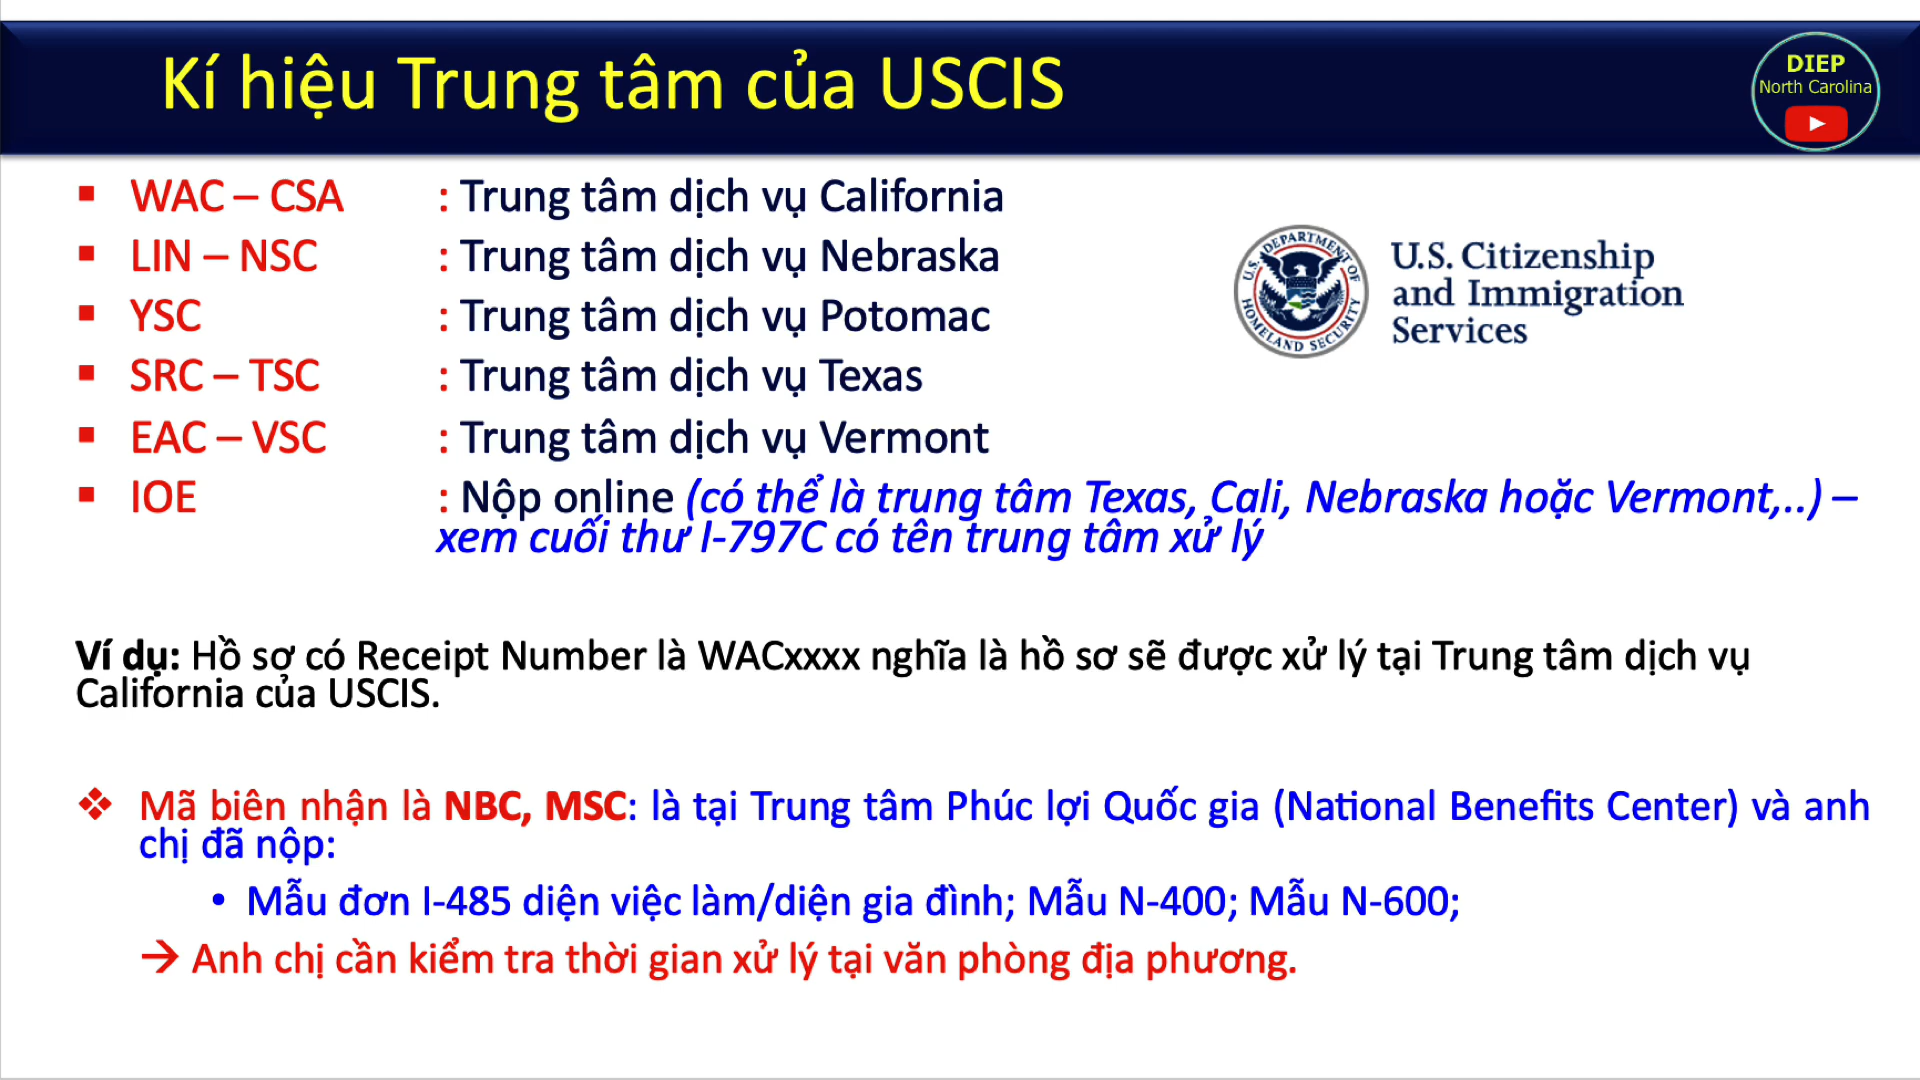 Kí hiệu Trung tâm của USCIS
DIEP
North Carolina
▪ WAC – CSA : Trung tâm dịch vụ California
▪ LIN – NSC : Trung tâm dịch vụ Nebraska
▪ YSC : Trung tâm dịch vụ Potomac
▪ SRC – TSC : Trung tâm dịch vụ Texas
▪ EAC – VSC : Trung tâm dịch vụ Vermont
▪ IOE : Nộp online (có thể là trung tâm Texas, Cali, Nebraska hoặc Vermont,..) –
xem cuối thư I-797C có tên trung tâm xử lý
U.S. DEPARTMENT OF HOMELAND SECURITY
U.S. Citizenship
and Immigration
Services
Ví dụ: Hồ sơ có Receipt Number là WACxxxx nghĩa là hồ sơ sẽ được xử lý tại Trung tâm dịch vụ
California của USCIS.
❖ Mã biên nhận là NBC, MSC: là tại Trung tâm Phúc lợi Quốc gia (National Benefits Center) và anh
chị đã nộp:
• Mẫu đơn I-485 diện việc làm/diện gia đình; Mẫu N-400; Mẫu N-600;
→ Anh chị cần kiểm tra thời gian xử lý tại văn phòng địa phương.